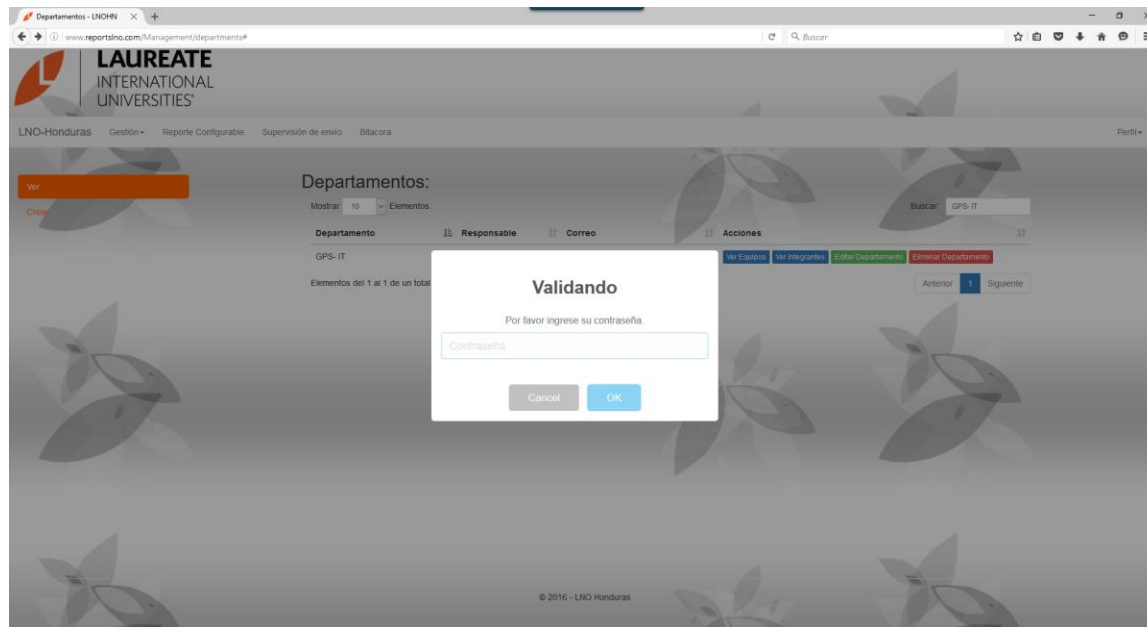 Departamentos - LNOHN
www.reportslno.com/Management/departments#
Buscar
LAUREATE
INTERNATIONAL
UNIVERSITIES®
LNO-Honduras Gestión Reporte Configurable Supervisión de envío Bitacora Perfil
Ver
Crear
Departamentos:
Mostrar 10 Elementos.
Buscar: GPS- IT
Departamento Responsable Correo Acciones
GPS- IT Ver Equipos Ver Integrantes Editar Departamento Eliminar Departamento
Elementos del 1 al 1 de un total
Anterior 1 Siguiente
Validando
Por favor ingrese su contraseña
Contraseña
Cancel OK
© 2016 - LNO Honduras